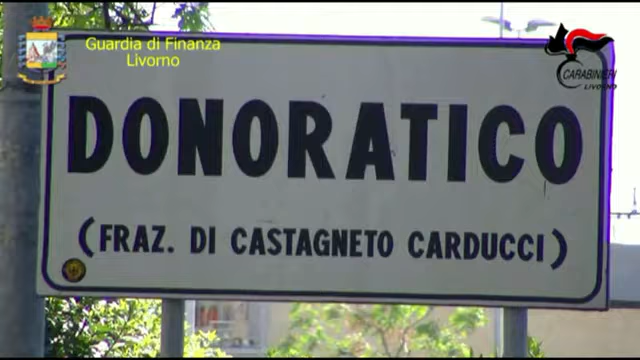 Guardia di Finanza
Livorno
CARABINIERI
LIVORNO
DONORATICO
(FRAZ. DI CASTAGNETO CARDUCCI)